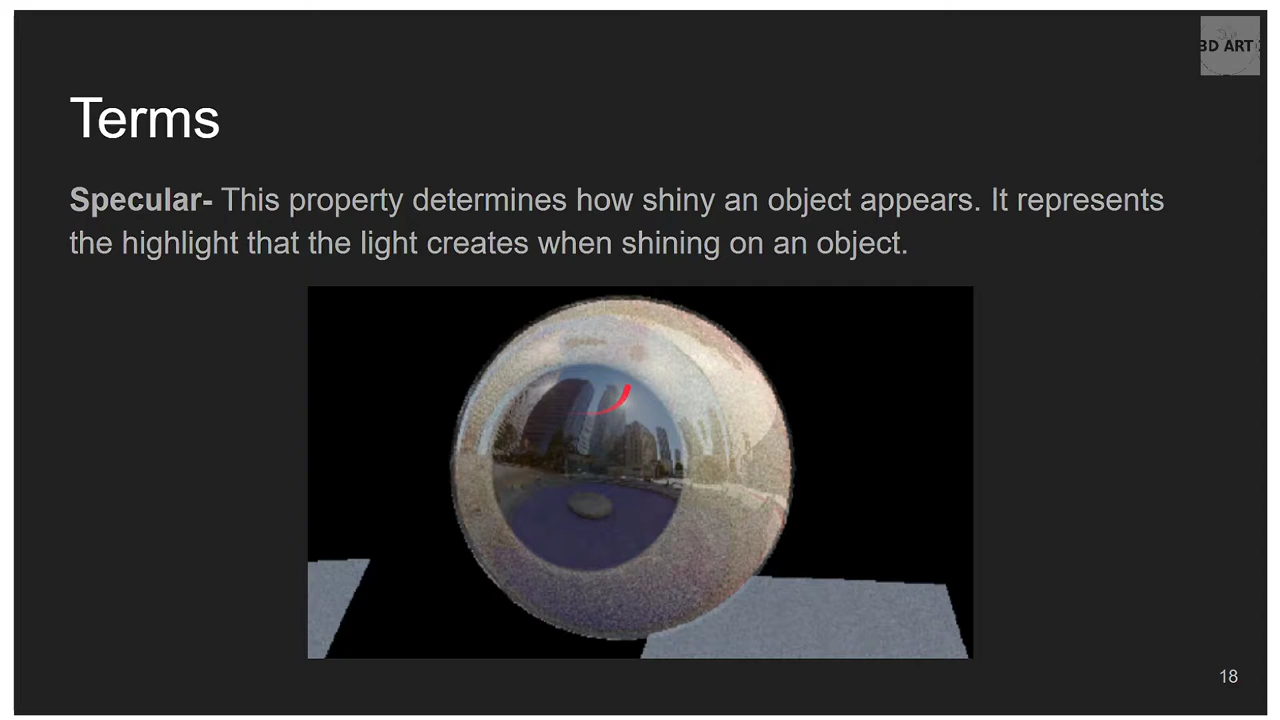 3D ART
Terms
Specular- This property determines how shiny an object appears. It represents
the highlight that the light creates when shining on an object.
18